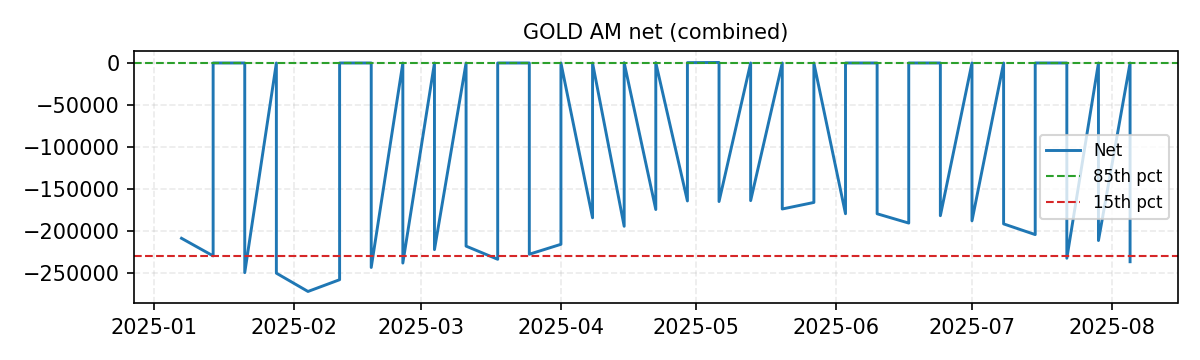 GOLD AM net (combined)
0
−50000
−100000
−150000
−200000
−250000
Net
85th pct
15th pct
2025-01 2025-02 2025-03 2025-04 2025-05 2025-06 2025-07 2025-08